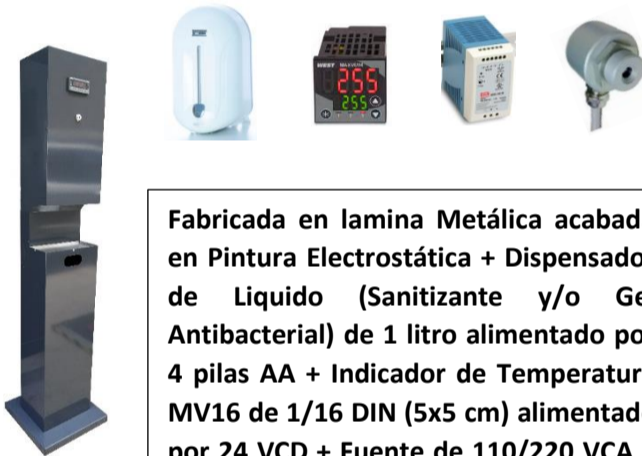 WEST
255
255
Fabricada en lamina Metálica acabad
en Pintura Electrostática + Dispensado
de Liquido (Sanitizante y/o Ge
Antibacterial) de 1 litro alimentado po
4 pilas AA + Indicador de Temperatur
MV16 de 1/16 DIN (5x5 cm) alimentad
por 24 VCD + Fuente de 110/220 VCA